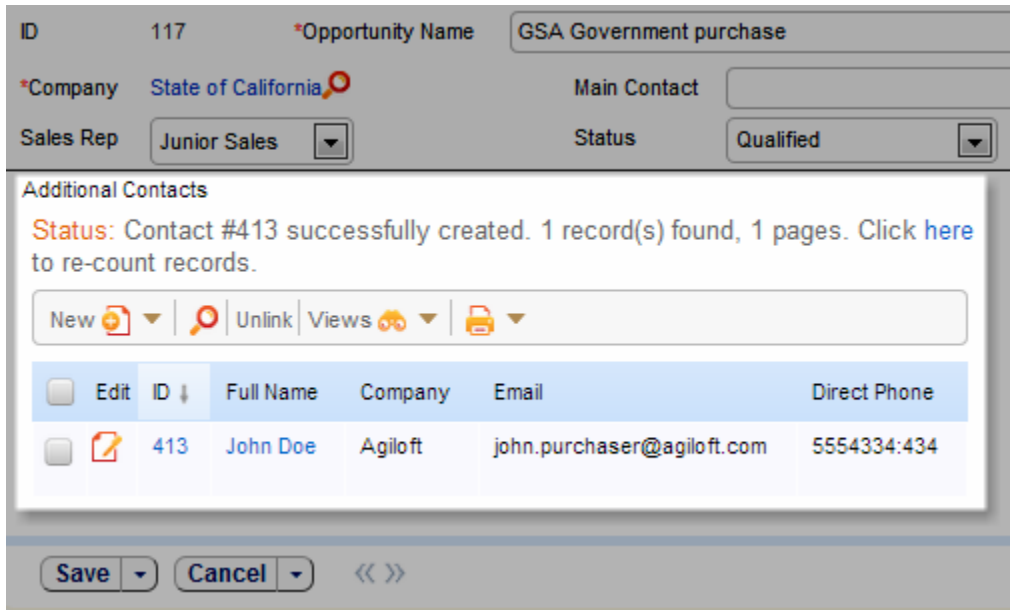 ID 117 *Opportunity Name GSA Government purchase
*Company State of California Main Contact
Sales Rep Junior Sales Status Qualified
Additional Contacts
Status: Contact #413 successfully created. 1 record(s) found, 1 pages. Click here
to re-count records.
New Unlink Views
Edit ID Full Name Company Email Direct Phone
413 John Doe Agiloft john.purchaser@agiloft.com 5554334:434
Save Cancel